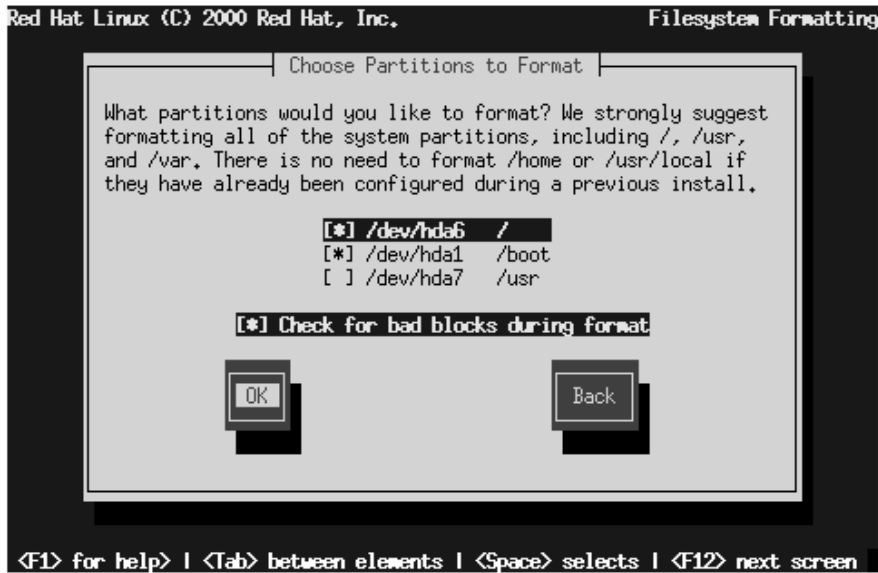 Red Hat Linux (C) 2000 Red Hat, Inc. Filesystem Formatting
Choose Partitions to Format
What partitions would you like to format? We strongly suggest
formatting all of the system partitions, including /, /usr,
and /var. There is no need to format /home or /usr/local if
they have already been configured during a previous install.
[*] /dev/hda6 /
[*] /dev/hda1 /boot
[ ] /dev/hda7 /usr
[*] Check for bad blocks during format
OK Back
<F1> for help> | <Tab> between elements | <Space> selects | <F12> next screen